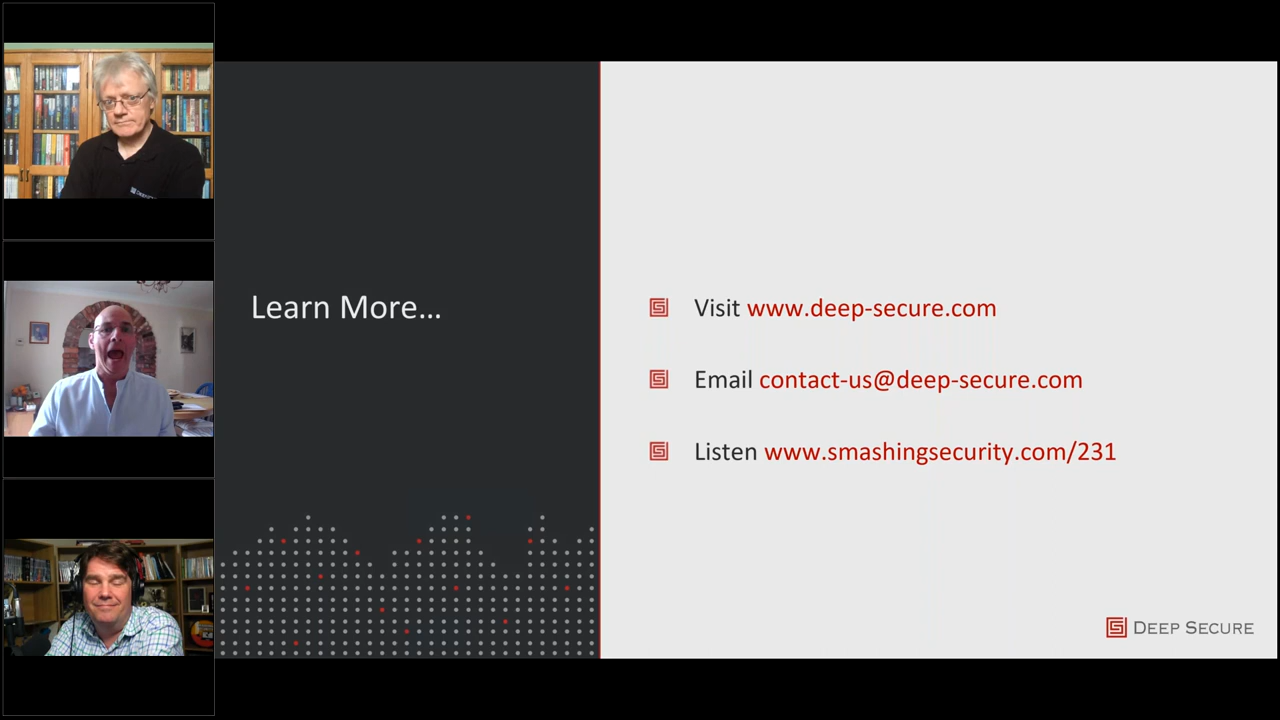 Learn More...
Visit www.deep-secure.com
Email contact-us@deep-secure.com
Listen www.smashingsecurity.com/231
DEEP SECURE